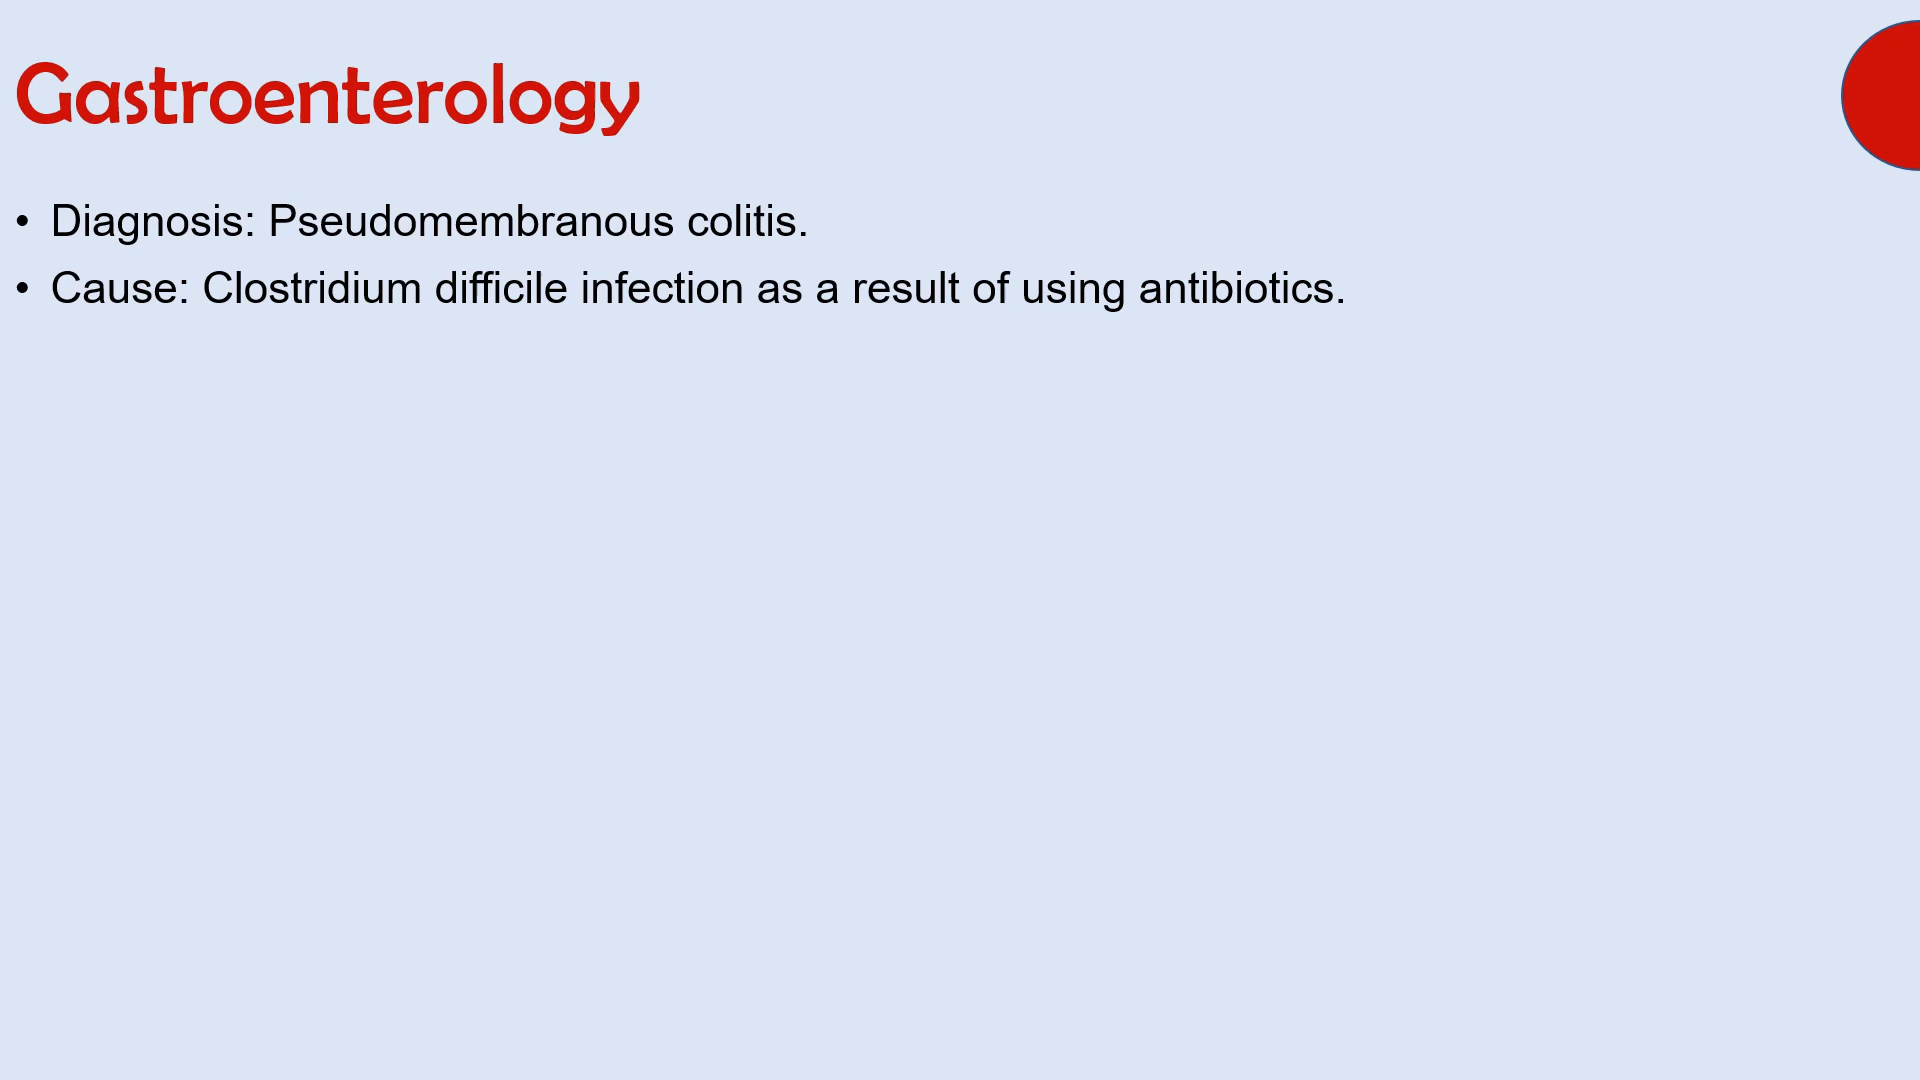 Gastroenterology
• Diagnosis: Pseudomembranous colitis.
• Cause: Clostridium difficile infection as a result of using antibiotics.